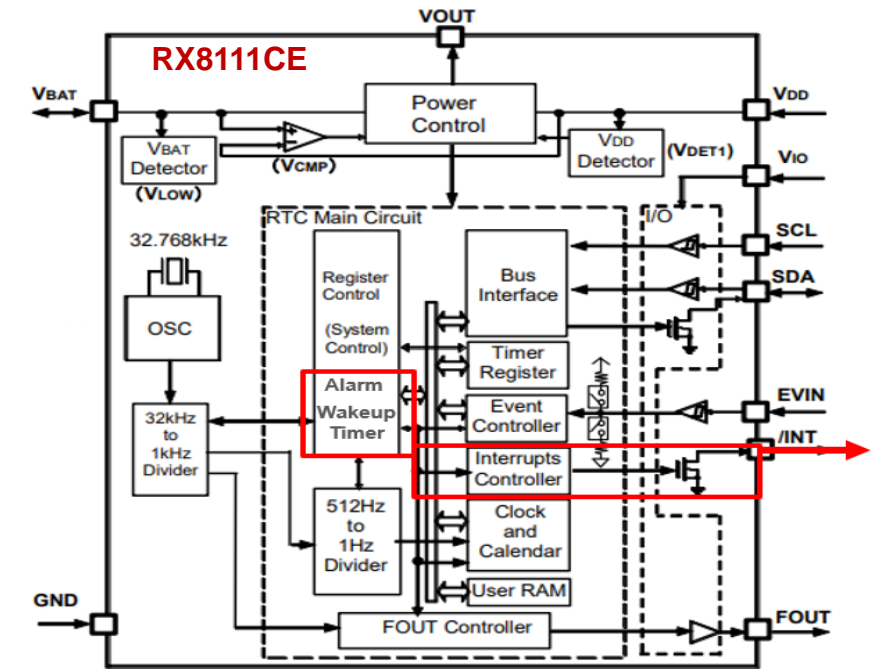 VOUT
RX8111CE
VBAT
Power
Control
VDD
VBAT
Detector
(VLOW)
(VCMP)
VDD
Detector
(VDET1)
VIO
RTC Main Circuit
I/O
32.768kHz
OSC
Register
Control
(System
Control)
Alarm
Wakeup
Timer
Bus
Interface
SCL
SDA
Timer
Register
Event
Controller
EVIN
32kHz
to
1kHz
Divider
Interrupts
Controller
/INT
512Hz
to
1Hz
Divider
Clock
and
Calendar
User RAM
GND
FOUT Controller
FOUT